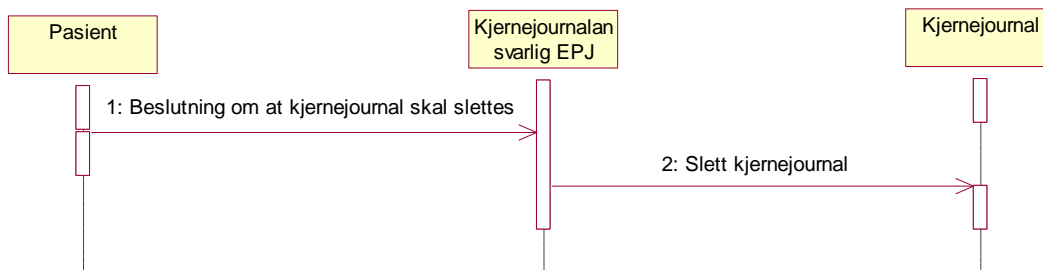 Pasient
Kjernejournalan
svarlig EPJ
Kjernejournal
1: Beslutning om at kjernejournal skal slettes
2: Slett kjernejournal